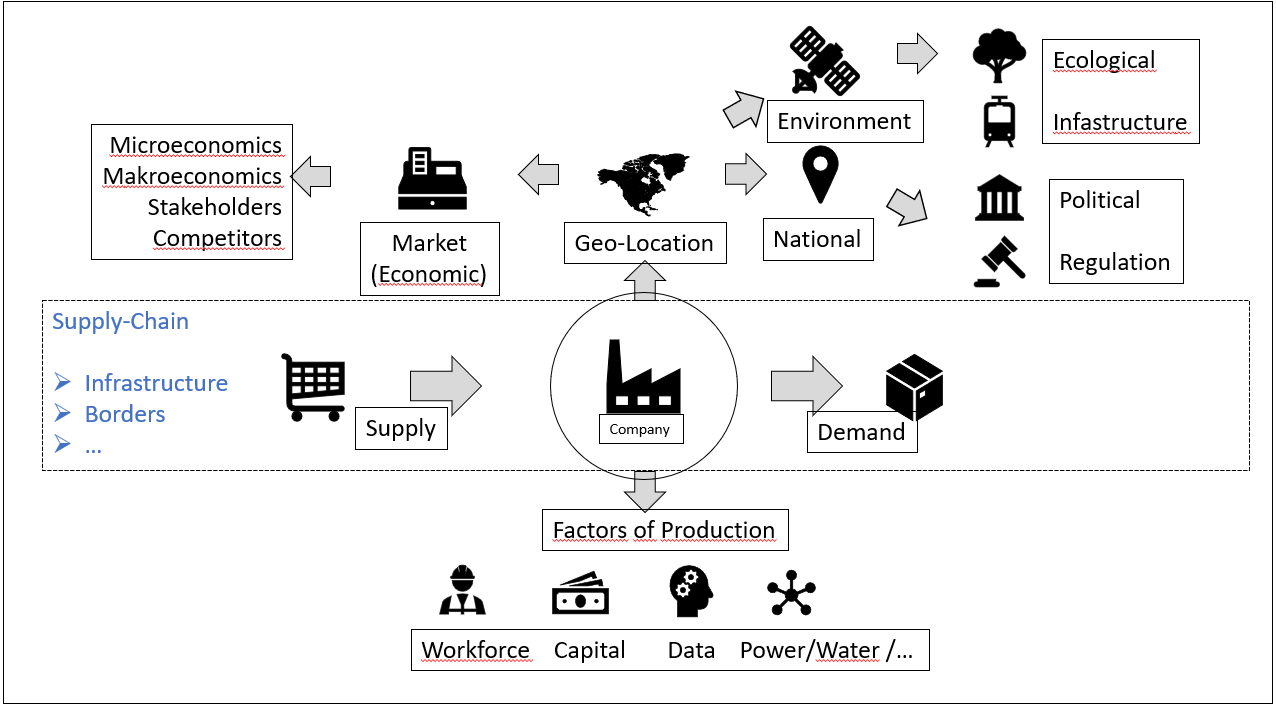 Ecological
Infastructure
Environment
Microeconomics
Makroeconomics
Stakeholders
Competitors
Market
(Economic)
Geo-Location
National
Political
Regulation
Supply-Chain
➢ Infrastructure
➢ Borders
➢ ...
Supply
Company
Demand
Factors of Production
Workforce Capital Data Power/Water /...